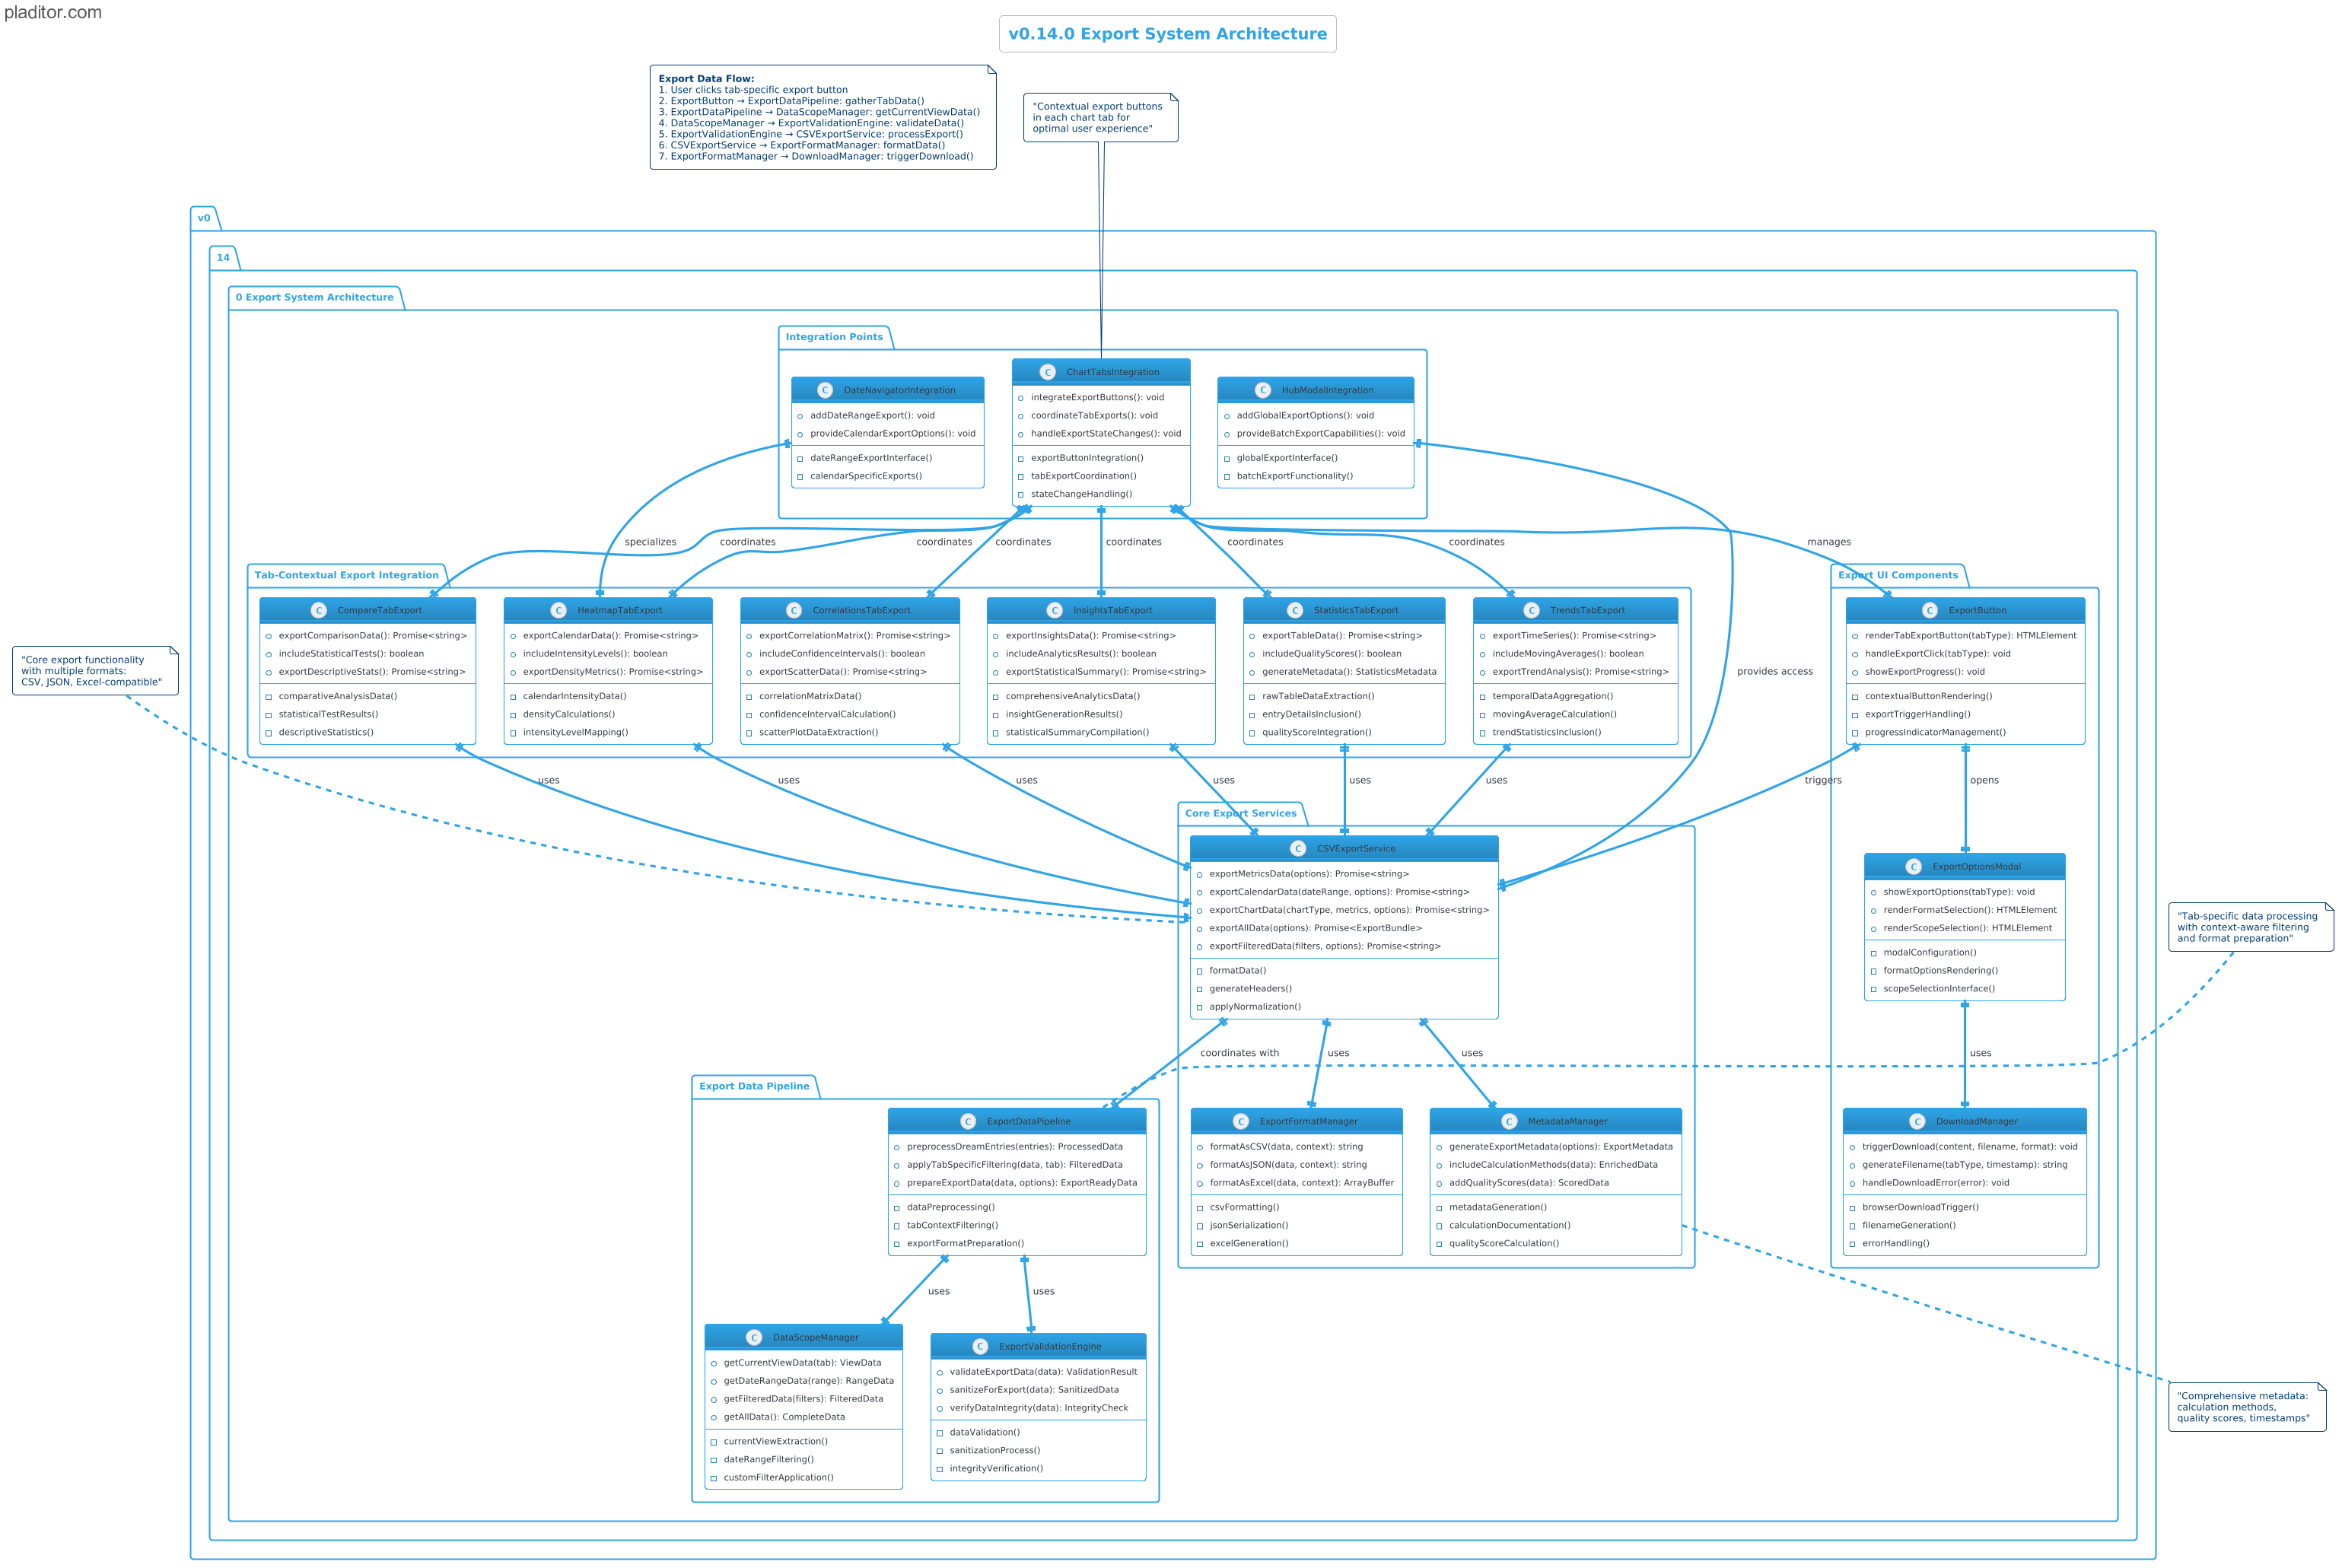 pladitor.com
v0.14.0 Export System Architecture
Export Data Flow:
1. User clicks tab-specific export button
2. ExportButton → ExportDataPipeline: gatherTabData()
3. ExportDataPipeline → DataScopeManager: getCurrentViewData()
4. DataScopeManager → ExportValidationEngine: validateData()
5. ExportValidationEngine → CSVExportService: processExport()
6. CSVExportService → ExportFormatManager: formatData()
7. ExportFormatManager → DownloadManager: triggerDownload()
"Contextual export buttons
in each chart tab for
optimal user experience"
v0
14
0 Export System Architecture
Integration Points
C DateNavigatorIntegration
addDateRangeExport(): void
provideCalendarExportOptions(): void
dateRangeExportInterface()
calendarSpecificExports()
C ChartTabsIntegration
integrateExportButtons(): void
coordinateTabExports(): void
handleExportStateChanges(): void
exportButtonIntegration()
tabExportCoordination()
stateChangeHandling()
C HubModalIntegration
addGlobalExportOptions(): void
provideBatchExportCapabilities(): void
globalExportInterface()
batchExportFunctionality()
specializes
coordinates
coordinates
coordinates
coordinates
coordinates
coordinates
manages
Tab-Contextual Export Integration
C CompareTabExport
exportComparisonData(): Promise<string>
includeStatisticalTests(): boolean
exportDescriptiveStats(): Promise<string>
comparativeAnalysisData()
statisticalTestResults()
descriptiveStatistics()
C HeatmapTabExport
exportCalendarData(): Promise<string>
includeIntensityLevels(): boolean
exportDensityMetrics(): Promise<string>
calendarIntensityData()
densityCalculations()
intensityLevelMapping()
C CorrelationsTabExport
exportCorrelationMatrix(): Promise<string>
includeConfidenceIntervals(): boolean
exportScatterData(): Promise<string>
correlationMatrixData()
confidenceIntervalCalculation()
scatterPlotDataExtraction()
C InsightsTabExport
exportInsightsData(): Promise<string>
includeAnalyticsResults(): boolean
exportStatisticalSummary(): Promise<string>
comprehensiveAnalyticsData()
insightGenerationResults()
statisticalSummaryCompilation()
C StatisticsTabExport
exportTableData(): Promise<string>
includeQualityScores(): boolean
generateMetadata(): StatisticsMetadata
rawTableDataExtraction()
entryDetailsInclusion()
qualityScoreIntegration()
C TrendsTabExport
exportTimeSeries(): Promise<string>
includeMovingAverages(): boolean
exportTrendAnalysis(): Promise<string>
temporalDataAggregation()
movingAverageCalculation()
trendStatisticsInclusion()
Export UI Components
C ExportButton
renderTabExportButton(tabType): HTMLElement
handleExportClick(tabType): void
showExportProgress(): void
contextualButtonRendering()
exportTriggerHandling()
progressIndicatorManagement()
"Core export functionality
with multiple formats:
CSV, JSON, Excel-compatible"
provides access
uses
uses
uses
uses
uses
uses
triggers
opens
Core Export Services
C CSVExportService
exportMetricsData(options): Promise<string>
exportCalendarData(dateRange, options): Promise<string>
exportChartData(chartType, metrics, options): Promise<string>
exportAllData(options): Promise<ExportBundle>
exportFilteredData(filters, options): Promise<string>
formatData()
generateHeaders()
applyNormalization()
C ExportOptionsModal
showExportOptions(tabType): void
renderFormatSelection(): HTMLElement
renderScopeSelection(): HTMLElement
modalConfiguration()
formatOptionsRendering()
scopeSelectionInterface()
"Tab-specific data processing
with context-aware filtering
and format preparation"
coordinates with
uses
uses
uses
Export Data Pipeline
C ExportDataPipeline
preprocessDreamEntries(entries): ProcessedData
applyTabSpecificFiltering(data, tab): FilteredData
prepareExportData(data, options): ExportReadyData
dataPreprocessing()
tabContextFiltering()
exportFormatPreparation()
C ExportFormatManager
formatAsCSV(data, context): string
formatAsJSON(data, context): string
formatAsExcel(data, context): ArrayBuffer
csvFormatting()
jsonSerialization()
excelGeneration()
C MetadataManager
generateExportMetadata(options): ExportMetadata
includeCalculationMethods(data): EnrichedData
addQualityScores(data): ScoredData
metadataGeneration()
calculationDocumentation()
qualityScoreCalculation()
C DownloadManager
triggerDownload(content, filename, format): void
generateFilename(tabType, timestamp): string
handleDownloadError(error): void
browserDownloadTrigger()
filenameGeneration()
errorHandling()
uses
uses
C DataScopeManager
getCurrentViewData(tab): ViewData
getDateRangeData(range): RangeData
getFilteredData(filters): FilteredData
getAllData(): CompleteData
currentViewExtraction()
dateRangeFiltering()
customFilterApplication()
C ExportValidationEngine
validateExportData(data): ValidationResult
sanitizeForExport(data): SanitizedData
verifyDataIntegrity(data): IntegrityCheck
dataValidation()
sanitizationProcess()
integrityVerification()
"Comprehensive metadata:
calculation methods,
quality scores, timestamps"